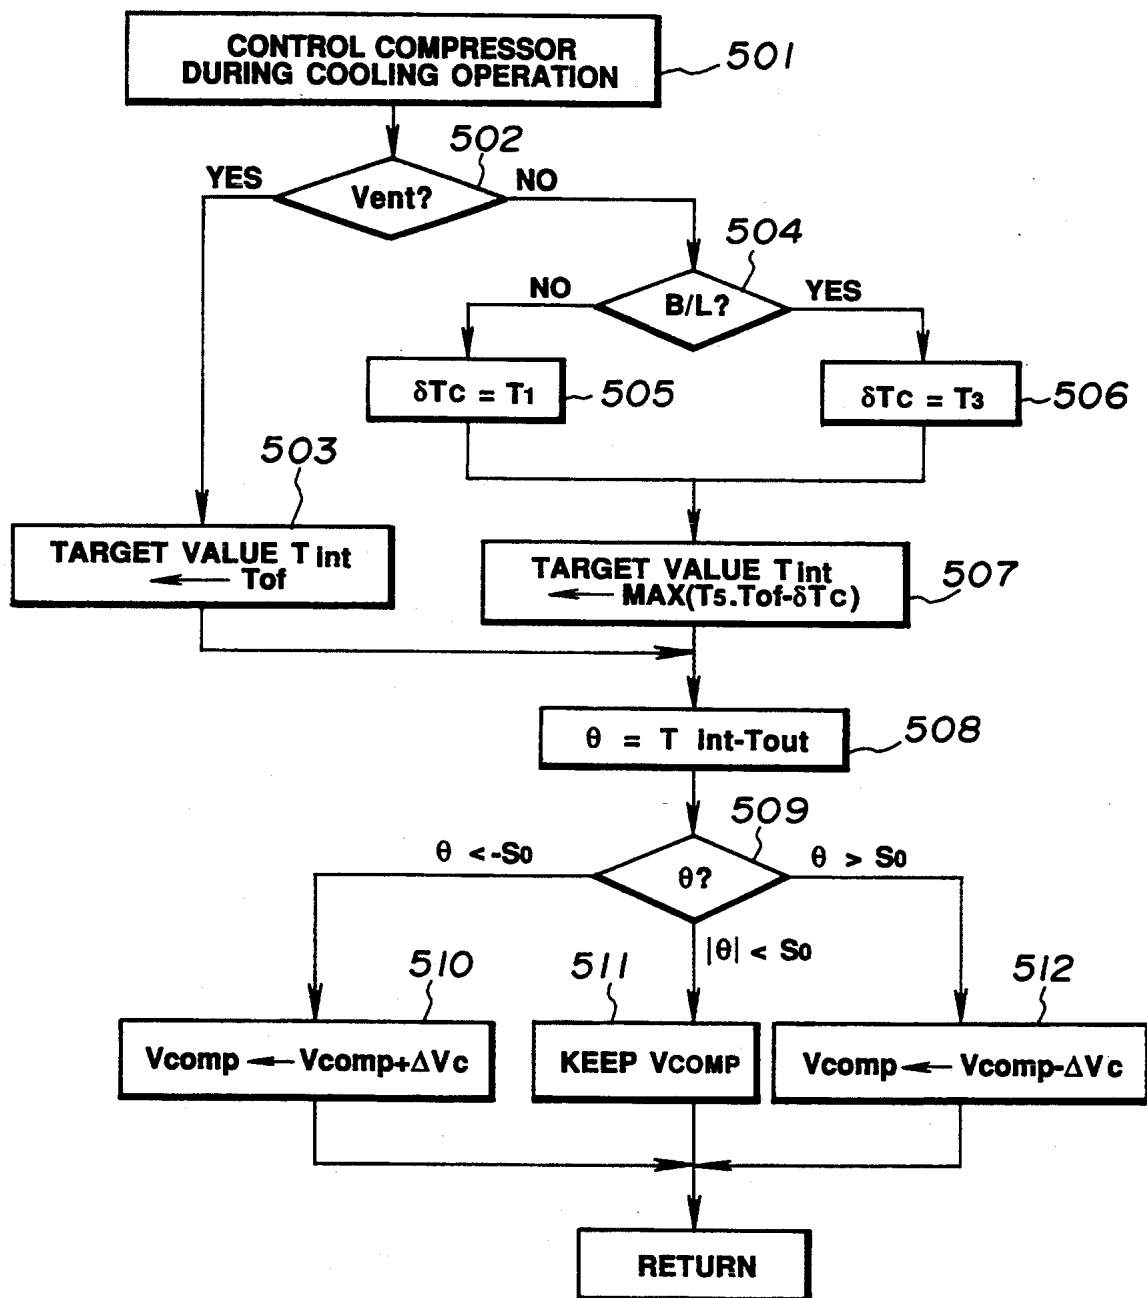 CONTROL COMPRESSOR
DURING COOLING OPERATION
501
502
YES
Vent?
NO
504
NO
B/L?
YES
δTc = T1
505
δTc = T3
506
503
TARGET VALUE Tint
← Tof
TARGET VALUE Tint
← MAX(T5.Tof-δTc)
507
θ = T int-Tout
508
509
θ <-S0
θ?
θ > S0
|θ| < S0
510
511
512
Vcomp ← Vcomp+ΔVc
KEEP VCOMP
Vcomp ← Vcomp-ΔVc
RETURN